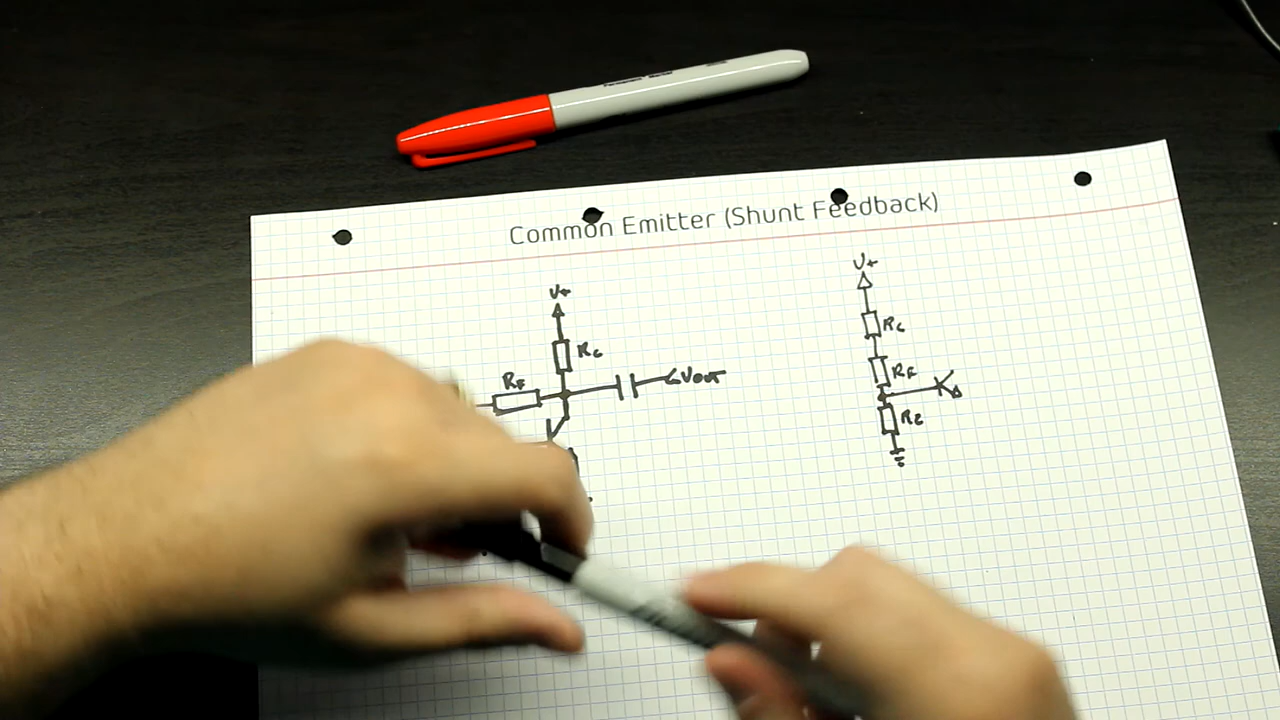 Common Emitter (Shunt Feedback)
V+
RC
RF
VOUT
V+
RC
RF
RE